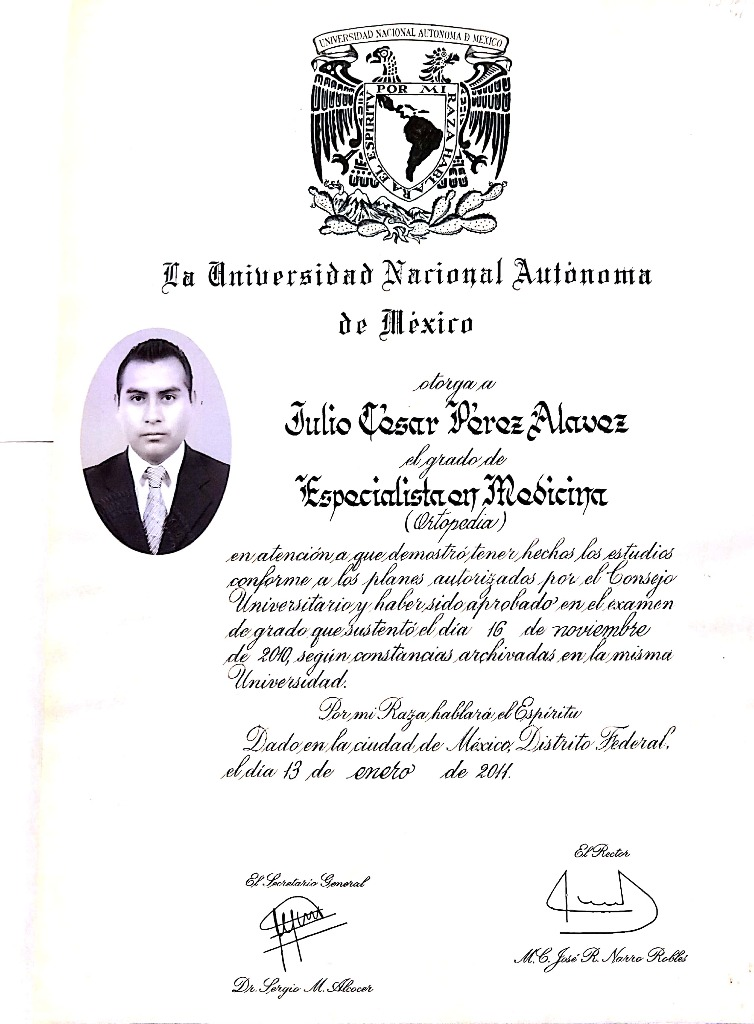 UNIVERSIDAD NACIONAL AUTONOMA D MEXICO
POR MI RAZA HABLARA EL ESPIRITV
La Universidad Nacional Autónoma
de México
otorga a
Julio César Pérez Alavez
el grado de
Especialista en Medicina
(Ortopedia)
en atención a que demostró tener hechos los estudios
conforme a los planes autorizados por el Consejo
Universitario y haber sido aprobado en el examen
de grado que sustentó el día 16 de noviembre
de 2010, según constancias archivadas en la misma
Universidad.
Por mi Raza hablará el Espíritu
Dado en la ciudad de México, Distrito Federal,
el día 13 de enero de 2011.
El Rector
El Secretario General
M.C. José R. Narro Robles
Dr. Sergio M. Alcocer